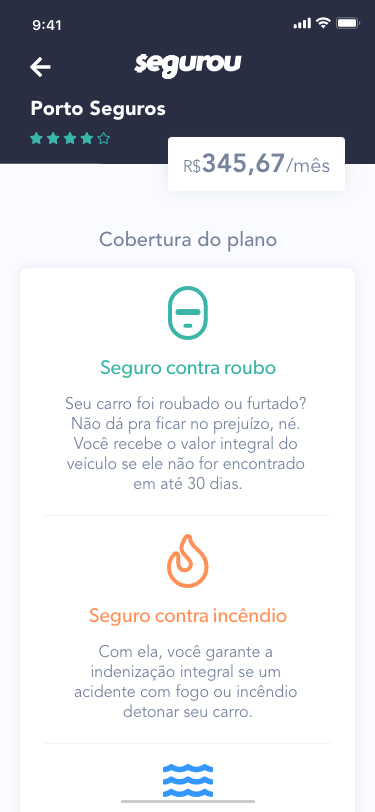 9:41
$egurou
Porto Seguros
R$345,67/mês
Cobertura do plano
Seguro contra roubo
Seu carro foi roubado ou furtado?
Não dá pra ficar no prejuízo, né.
Você recebe o valor integral do
veículo se ele não for encontrado
em até 30 dias.
Seguro contra incêndio
Com ela, você garante a
indenização integral se um
acidente com fogo ou incêndio
detonar seu carro.